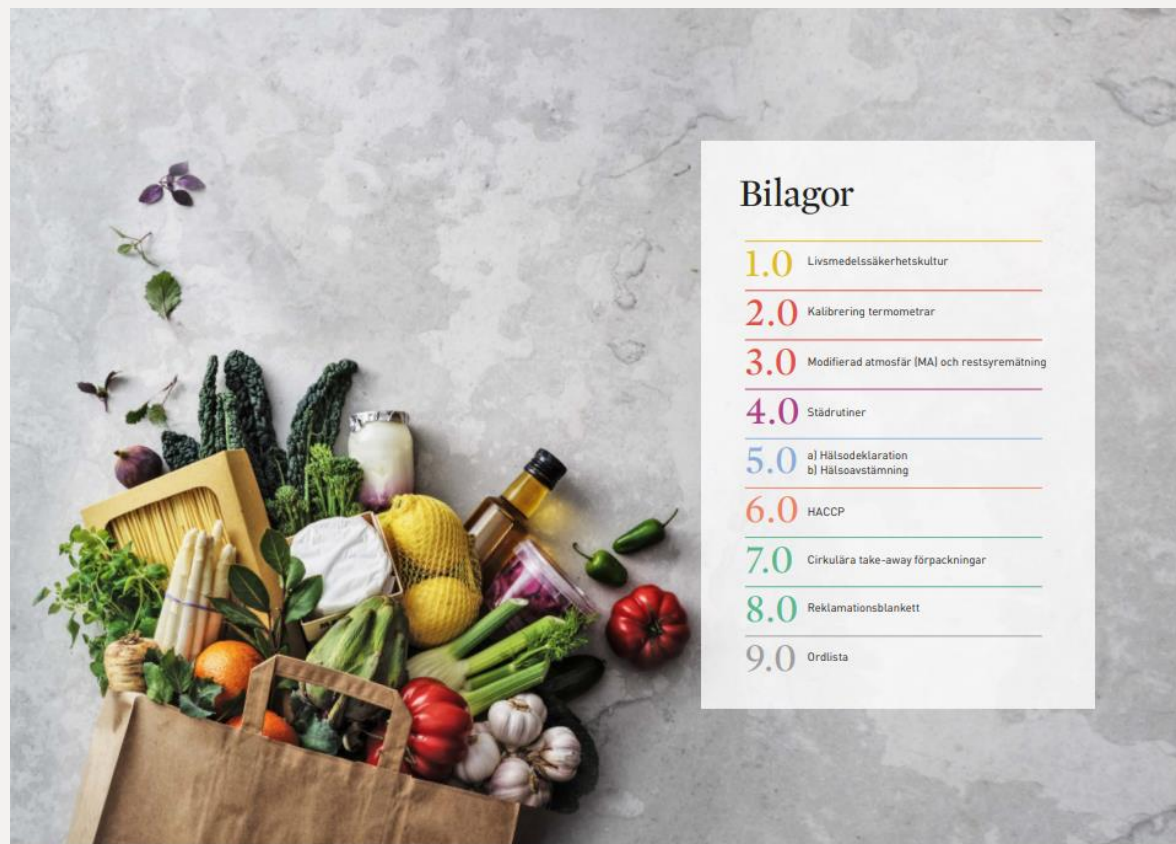 Bilagor
1.0 Livsmedelssäkerhetskultur
2.0 Kalibrering termometrar
3.0 Modifierad atmosfär (MA) och restsyremätning
4.0 Städrutiner
5.0 a) Hälsodeklaration
b) Hälsoavstämning
6.0 HACCP
7.0 Cirkulära take-away förpackningar
8.0 Reklamationsblankett
9.0 Ordlista